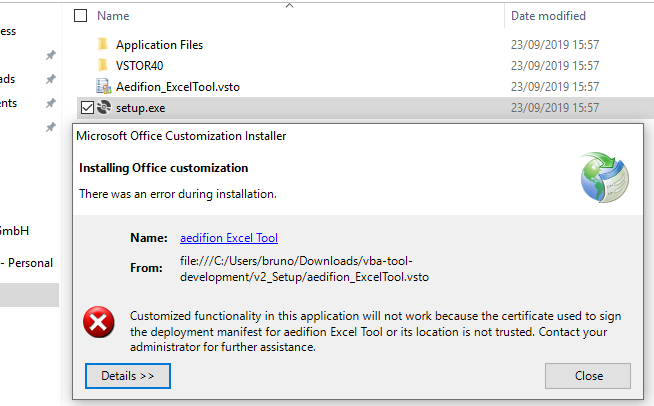 Name
Date modified
ess
Application Files
23/09/2019 15:57
VSTOR40
23/09/2019 15:57
ads
Aedifion_ExcelTool.vsto
23/09/2019 15:57
ents
setup.exe
23/09/2019 15:57
Microsoft Office Customization Installer
Installing Office customization
There was an error during installation.
GmbH
- Personal
Name:
aedifion Excel Tool
From:
file:///C:/Users/bruno/Downloads/vba-tool-
development/v2_Setup/aedifion_ExcelTool.vsto
Customized functionality in this application will not work because the certificate used to sign
the deployment manifest for aedifion Excel Tool or its location is not trusted. Contact your
administrator for further assistance.
Details >>
Close